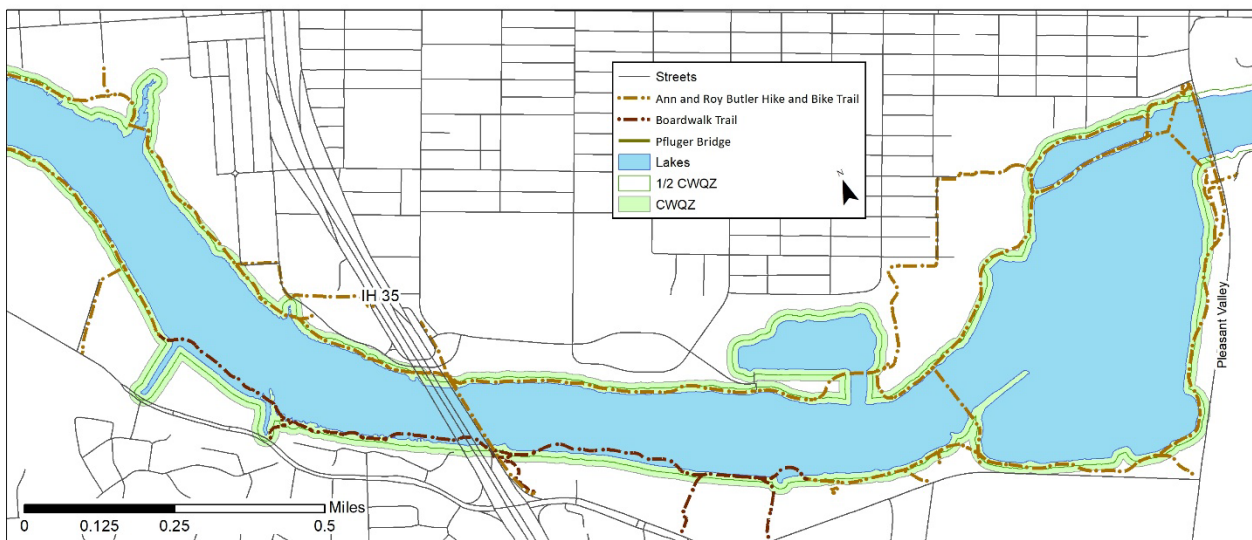 Streets
Ann and Roy Butler Hike and Bike Trail
Boardwalk Trail
Pfluger Bridge
Lakes
1/2 CWQZ
CWQZ
N
IH 35
Pleasant Valley
Miles
0 0.125 0.25 0.5